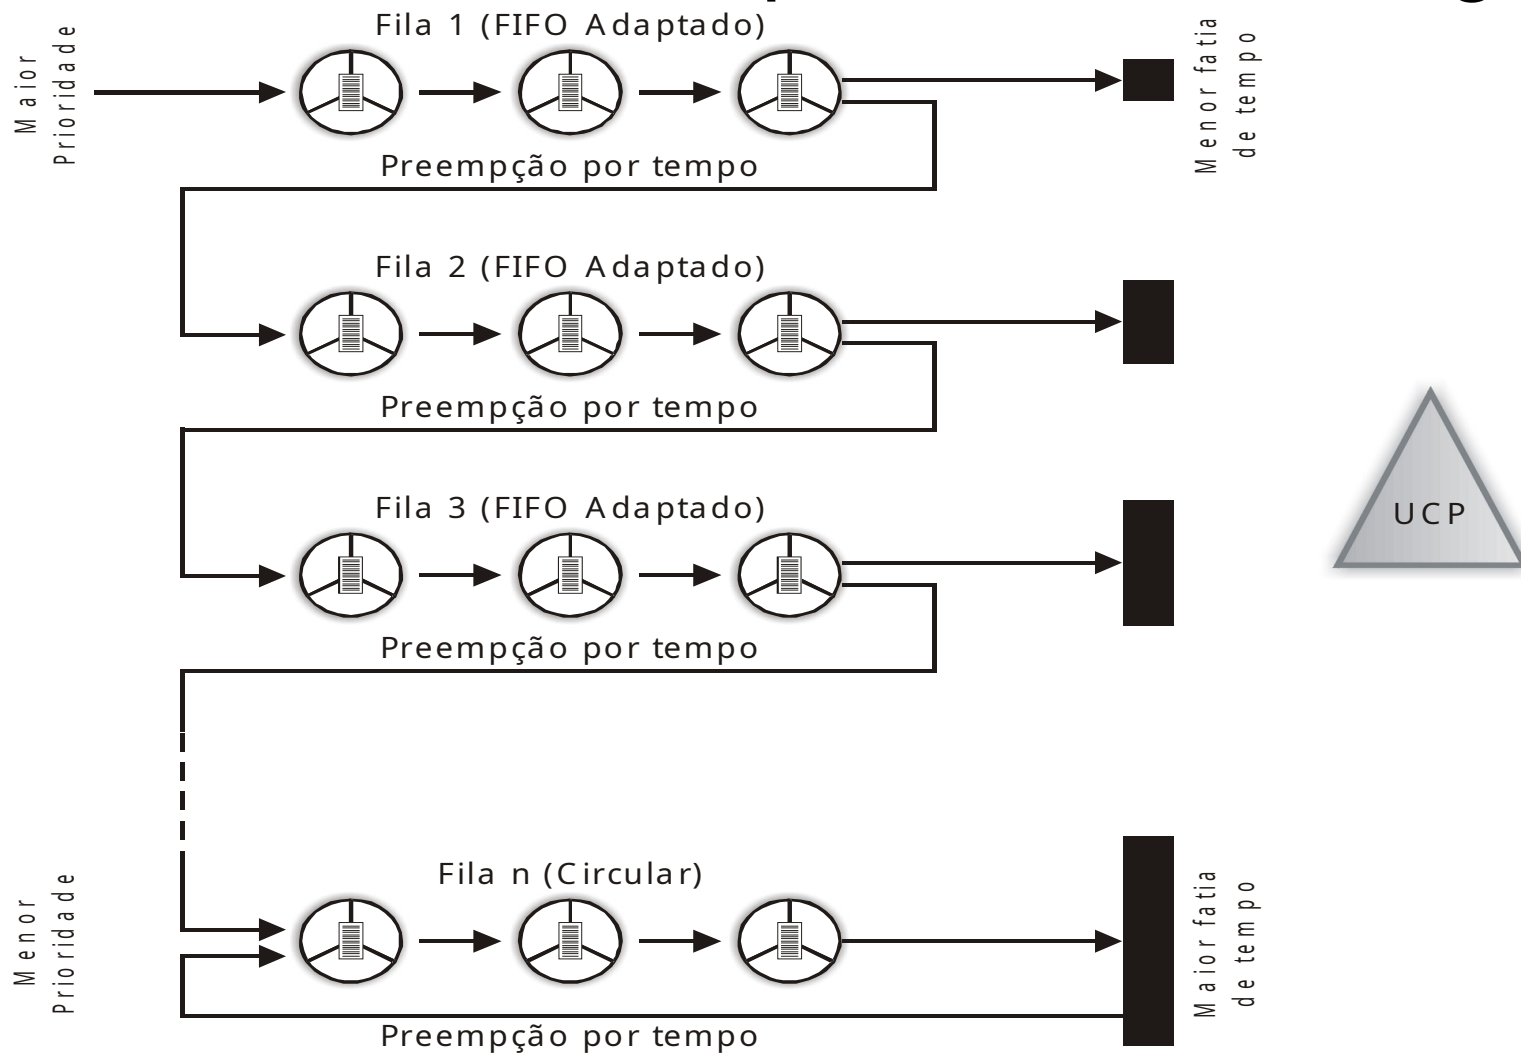 Fila 1 (FIFO Adaptado)
Maior
Prioridade
Menor fatia
de tempo
Preempção por tempo
Fila 2 (FIFO Adaptado)
Preempção por tempo
Fila 3 (FIFO Adaptado)
UCP
Preempção por tempo
Fila n (Circular)
Menor
Prioridade
Maior fatia
de tempo
Preempção por tempo